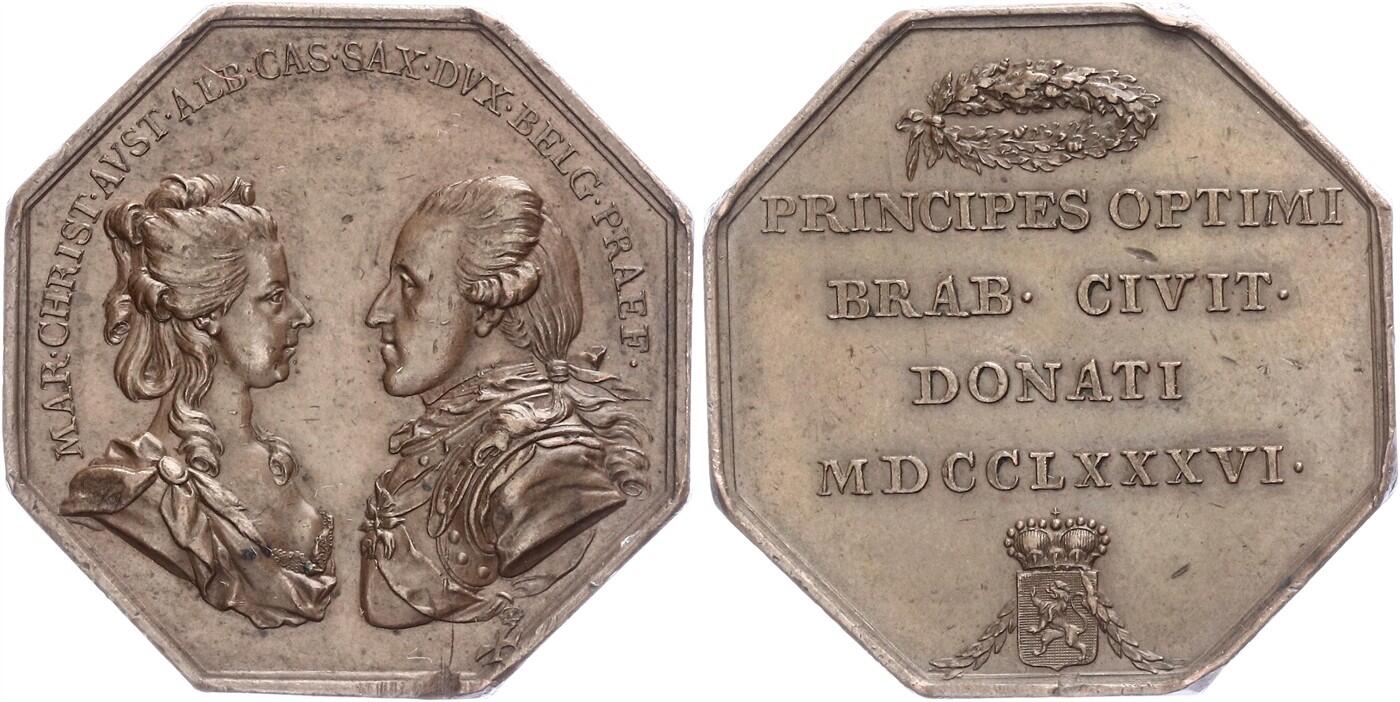 MAR·CHRIST·AVST·ALB·CAS·SAX·DVX·BELG·PRAEF·
PRINCIPES OPTIMI
BRAB· CIVIT·
DONATI
MDCCLXXXVI·